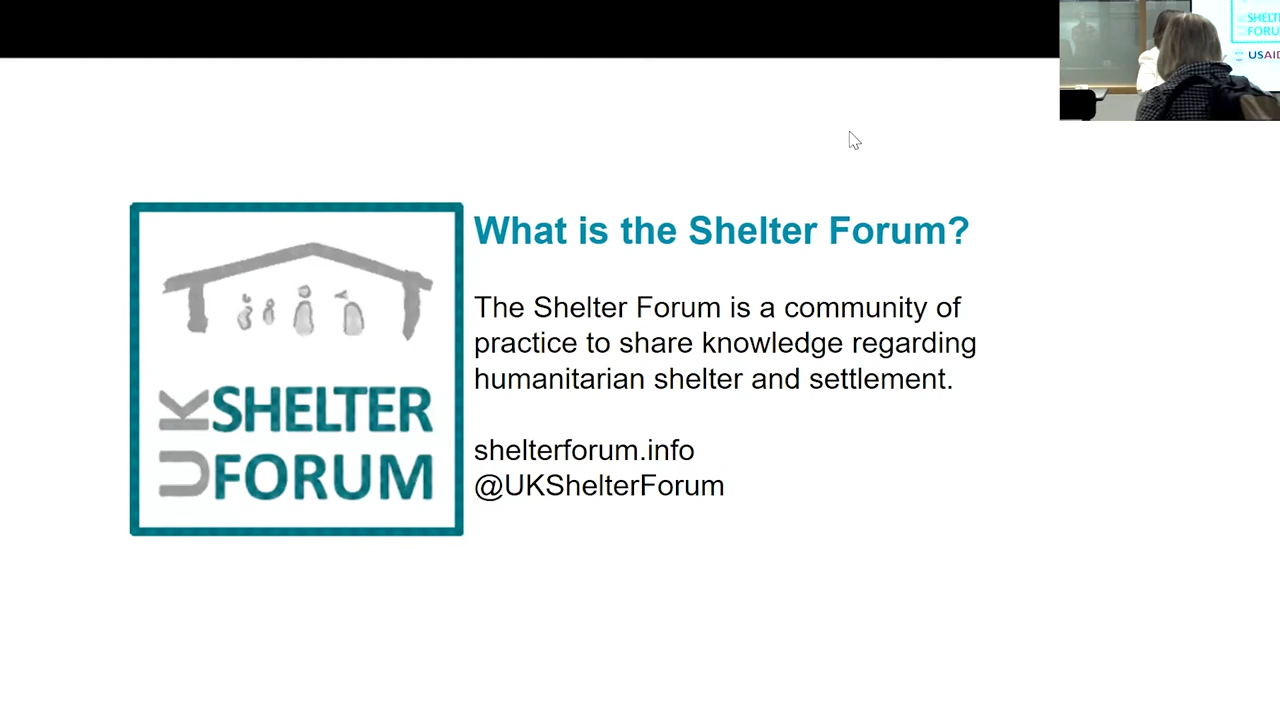 What is the Shelter Forum?
The Shelter Forum is a community of
practice to share knowledge regarding
humanitarian shelter and settlement.
shelterforum.info
@UKShelterForum
UK
SHELTER
FORUM
USAID